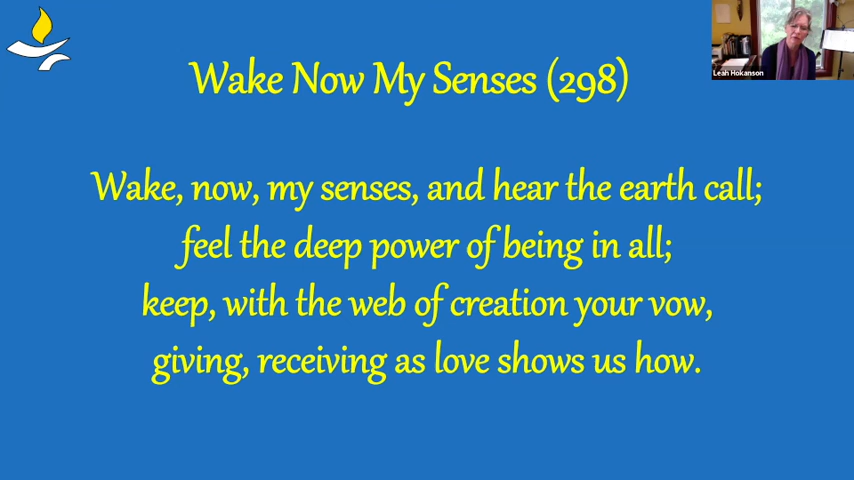 Wake Now My Senses (298)
Leah Hokanson
Wake, now, my senses, and hear the earth call;
feel the deep power of being in all;
keep, with the web of creation your vow,
giving, receiving as love shows us how.